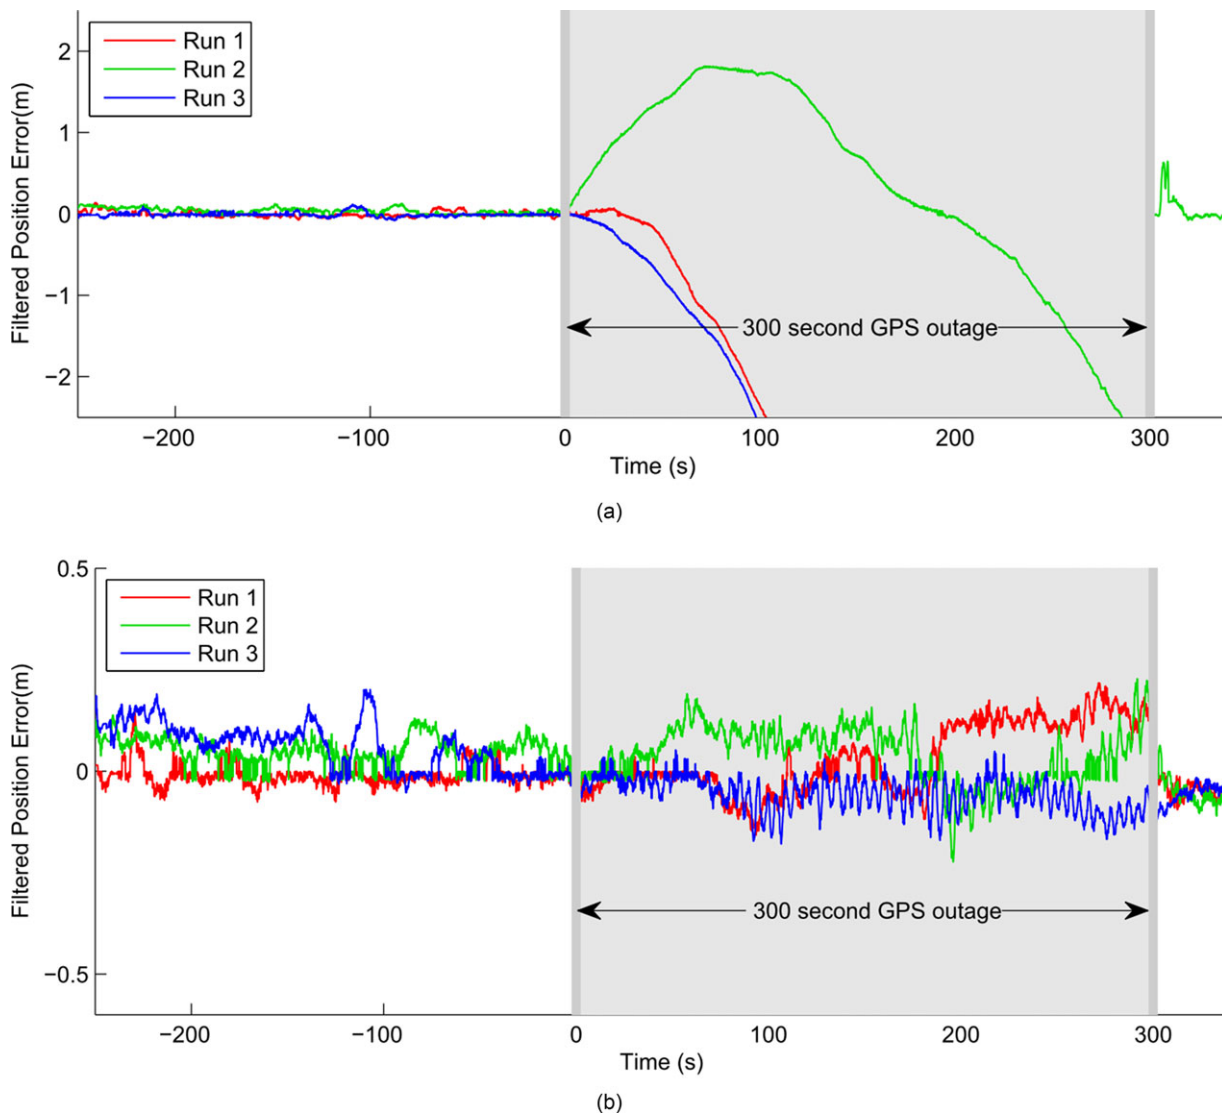 2
1
0
−1
−2
Filtered Position Error(m)
Run 1
Run 2
Run 3
300 second GPS outage
−200
−100
0
100
200
300
Time (s)
(a)
0.5
0
−0.5
Filtered Position Error(m)
Run 1
Run 2
Run 3
300 second GPS outage
−200
−100
0
100
200
300
Time (s)
(b)